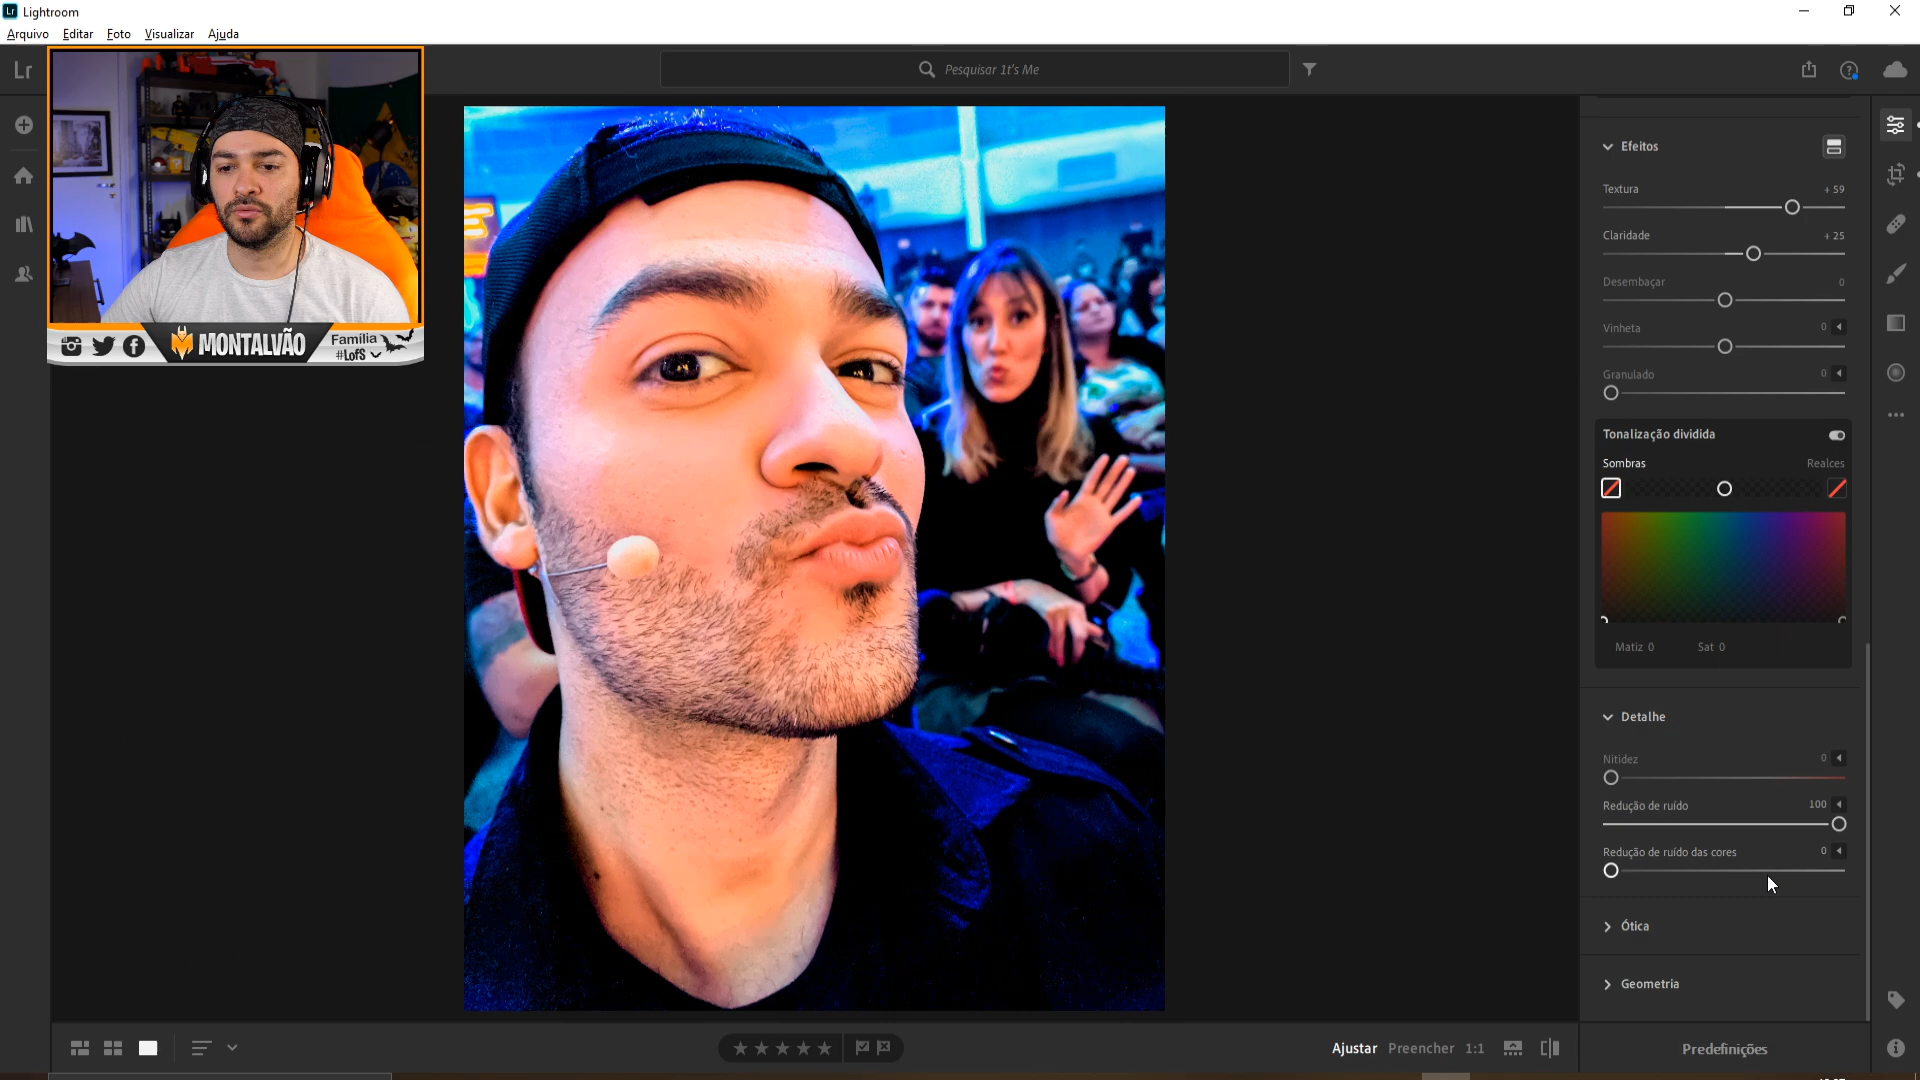 Lr Lightroom
Arquivo Editar Foto Visualizar Ajuda
Lr
Pesquisar 1t's Me
MONTALVÃO
Família
#LofS
Efeitos
Textura +59
Claridade +25
Desembaçar 0
Vinheta 0
Granulado 0
Tonalização dividida
Sombras Realces
Matiz 0 Sat 0
Detalhe
Nitidez 0
Redução de ruído 100
Redução de ruído das cores 0
Ótica
Geometria
Ajustar Preencher 1:1
Predefinições